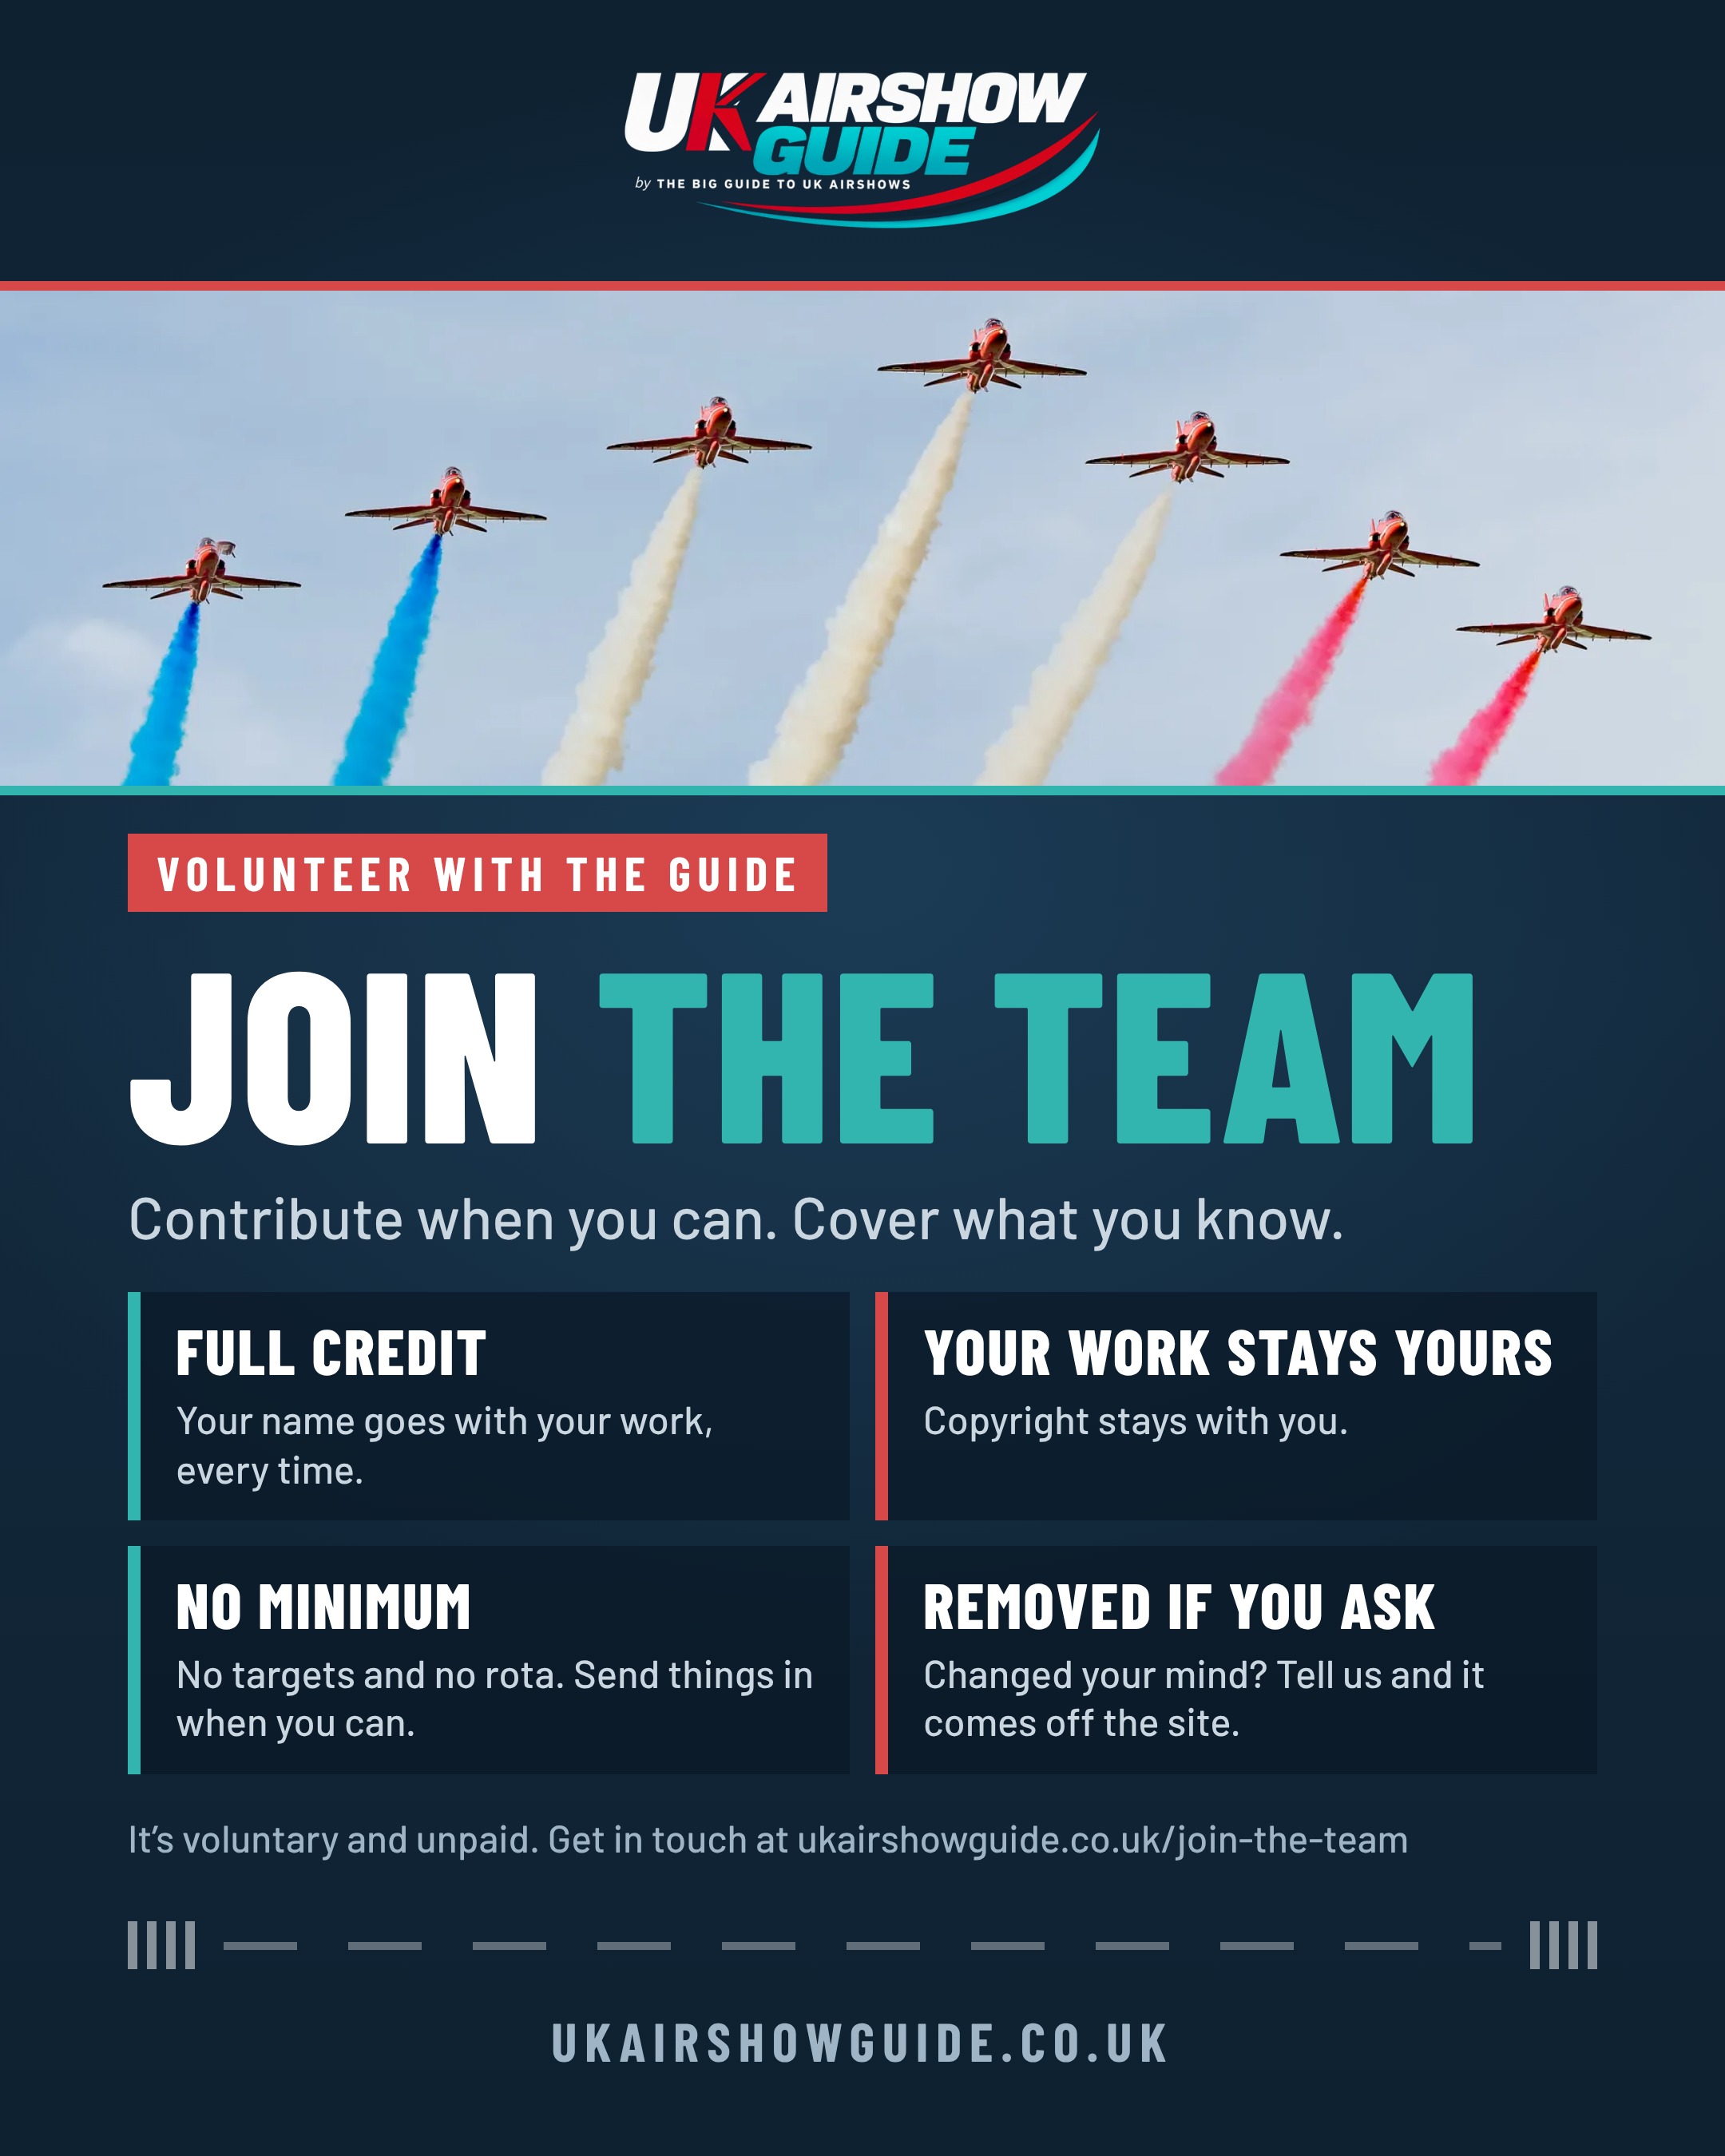 UK AIRSHOW
GUIDE
by THE BIG GUIDE TO UK AIRSHOWS
VOLUNTEER WITH THE GUIDE
JOIN THE TEAM
Contribute when you can. Cover what you know.
FULL CREDIT
Your name goes with your work,
every time.
YOUR WORK STAYS YOURS
Copyright stays with you.
NO MINIMUM
No targets and no rota. Send things in
when you can.
REMOVED IF YOU ASK
Changed your mind? Tell us and it
comes off the site.
It’s voluntary and unpaid. Get in touch at ukairshowguide.co.uk/join-the-team
UKAIRSHOWGUIDE.CO.UK